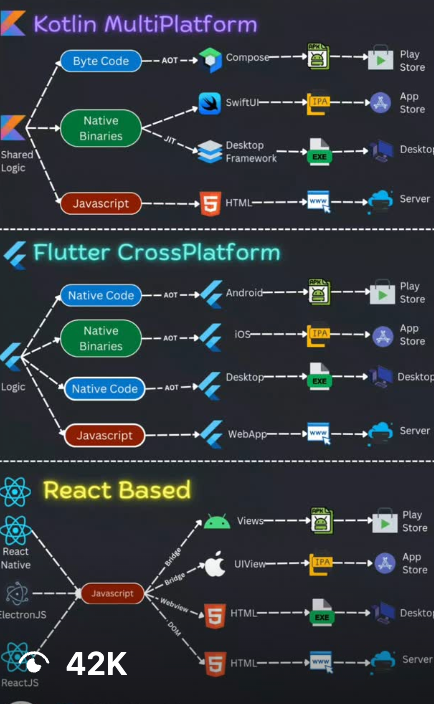 Kotlin MultiPlatform
Byte Code
AOT
Compose
APK
Play
Store
Shared
Logic
Native
Binaries
SwiftUI
IPA
App
Store
JIT
Desktop
Framework
EXE
Desktop
Javascript
5
HTML
WWW
Server
Flutter CrossPlatform
Native Code
AOT
Android
APK
Play
Store
Logic
Native
Binaries
AOT
iOS
IPA
App
Store
Native Code
AOT
Desktop
EXE
Desktop
Javascript
WebApp
WWW
Server
React Based
React
Native
ElectronJS
ReactJS
Javascript
Bridge
Views
APK
Play
Store
Bridge
UIView
IPA
App
Store
Webview
5
HTML
EXE
Desktop
DOM
5
HTML
WWW
Server
42K